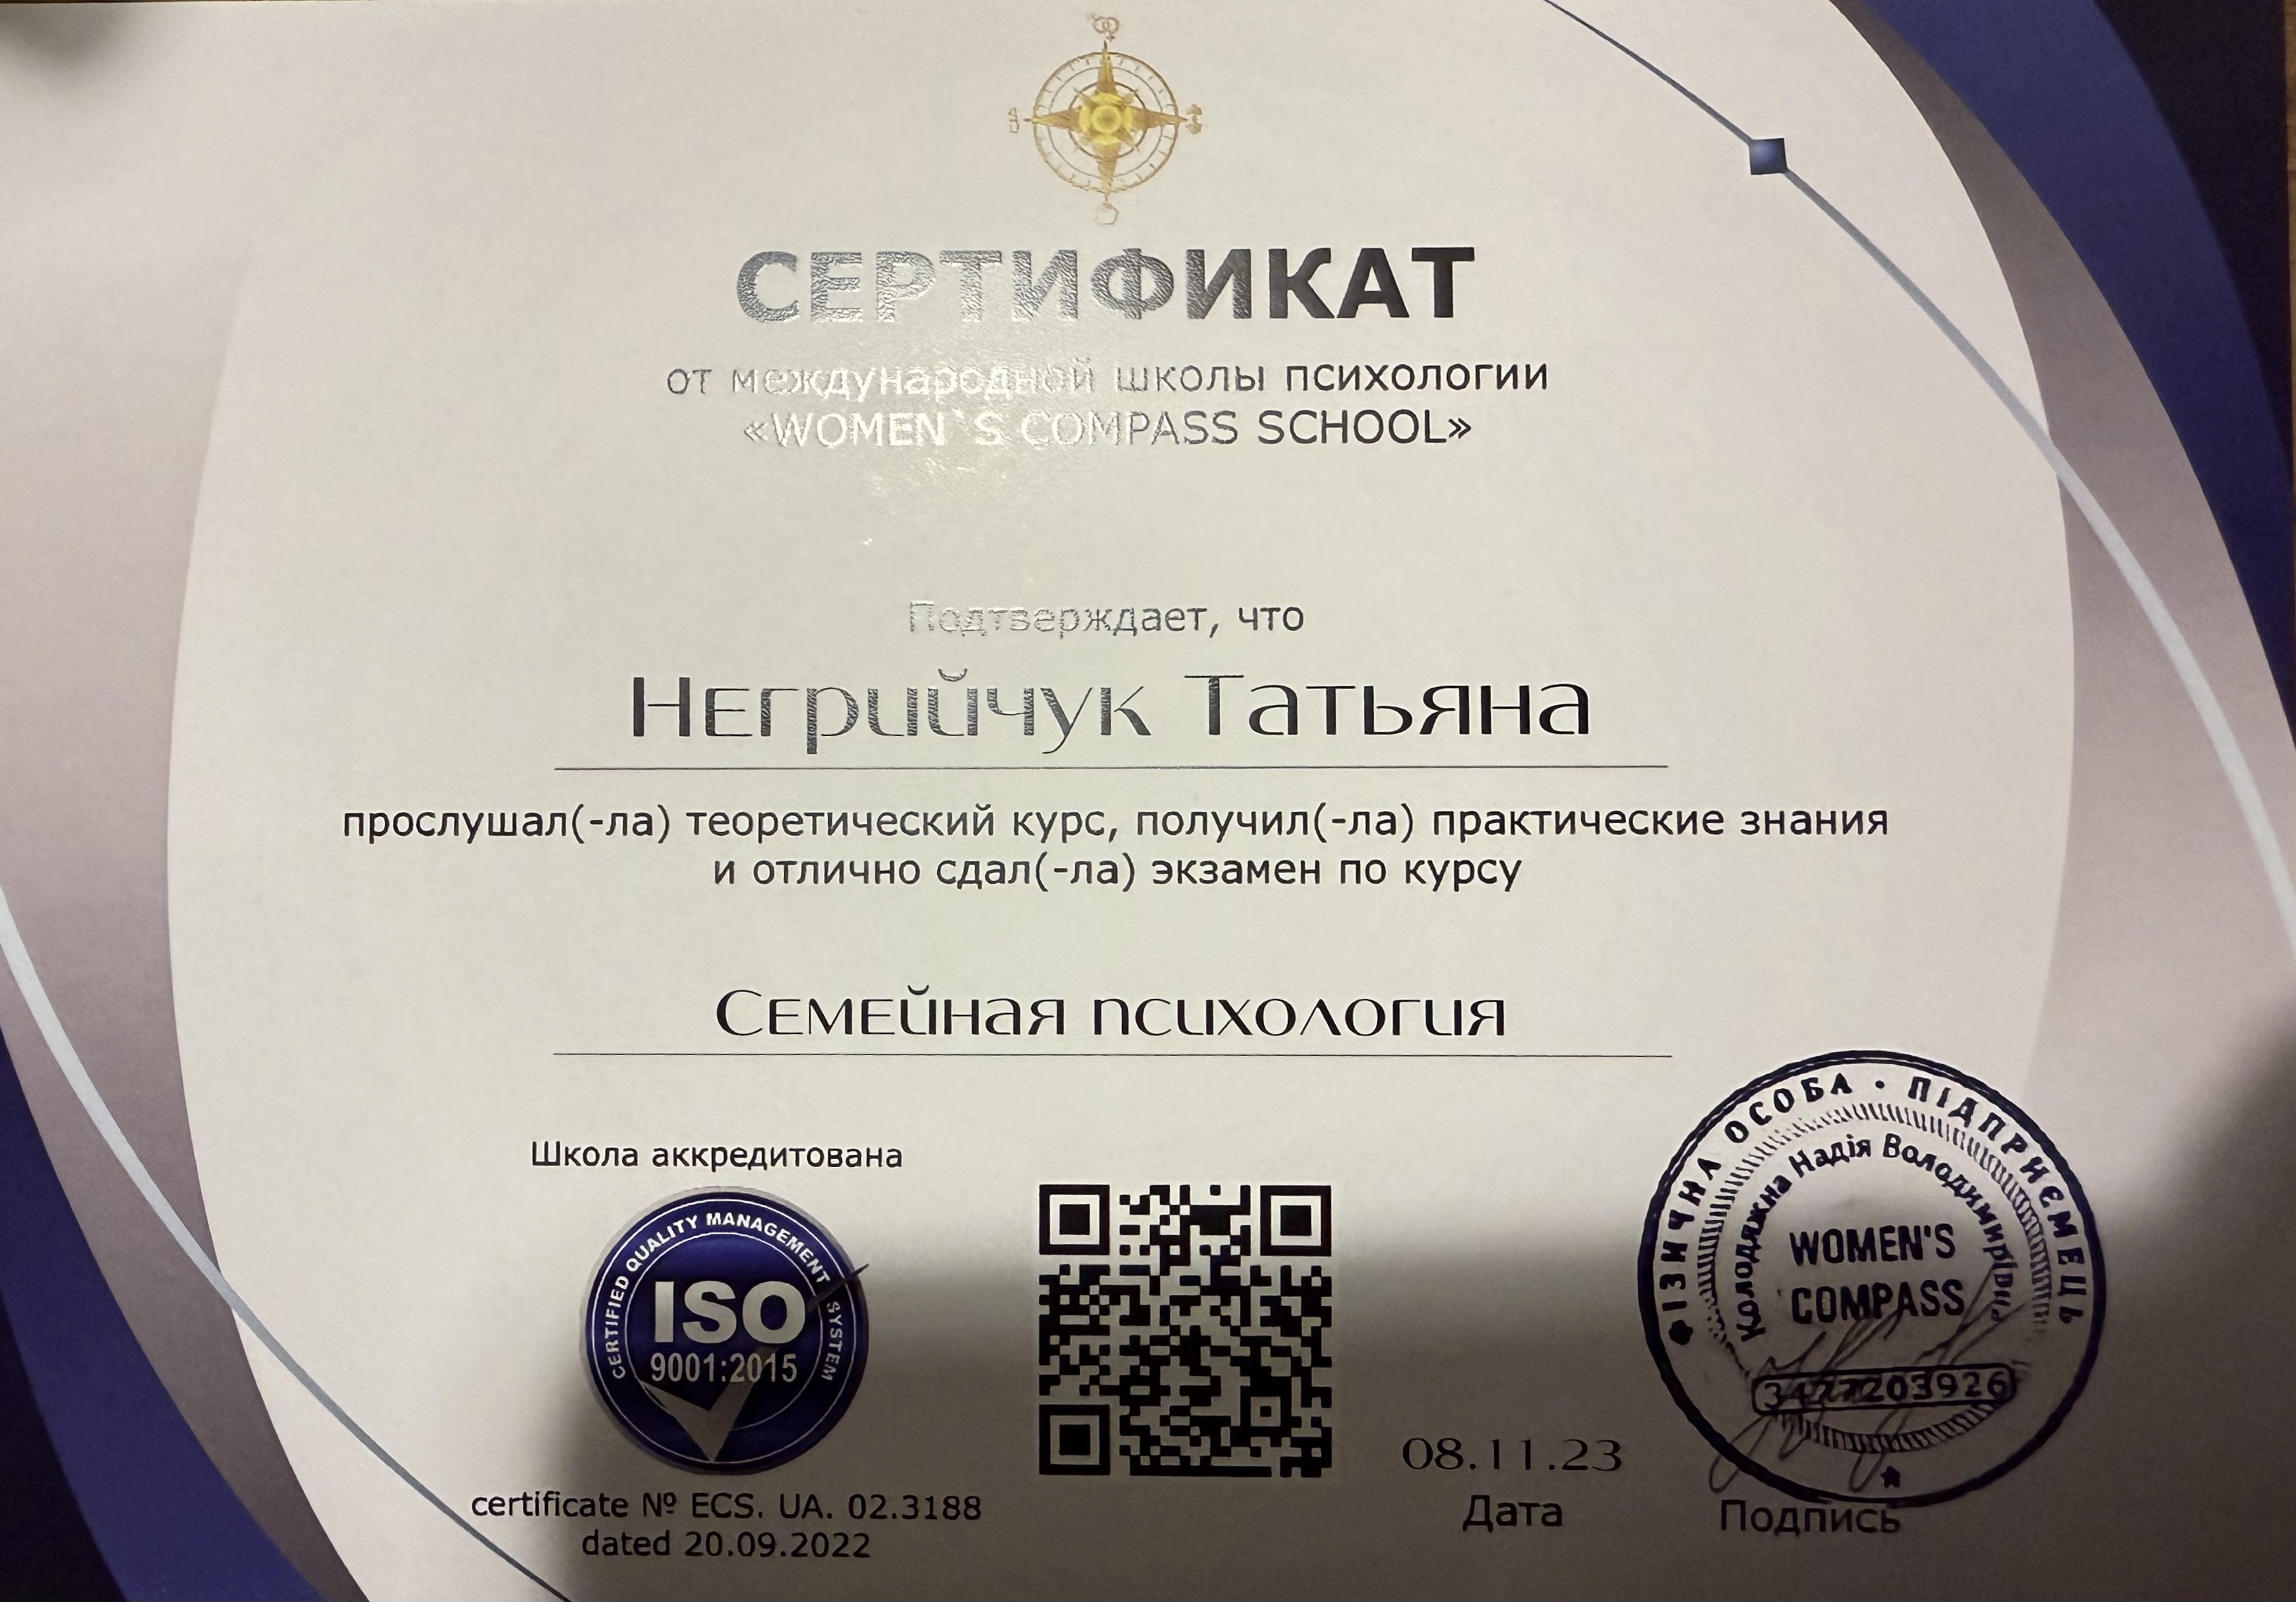 СЕРТИФИКАТ
от международной школы психологии
«WOMEN`S COMPASS SCHOOL»
Подтверждает, что
Негрийчук Татьяна
прослушал(-ла) теоретический курс, получил(-ла) практические знания
и отлично сдал(-ла) экзамен по курсу
Семейная психология
Школа аккредитована
CERTIFIED QUALITY MANAGEMENT SYSTEM
ISO
9001:2015
certificate № ECS. UA. 02.3188
dated 20.09.2022
08.11.23
Дата
ФІЗИЧНА ОСОБА · ПІДПРИЄМЕЦЬ
Колодяжна Надія Володимирівна
WOMEN'S
COMPASS
Подпись